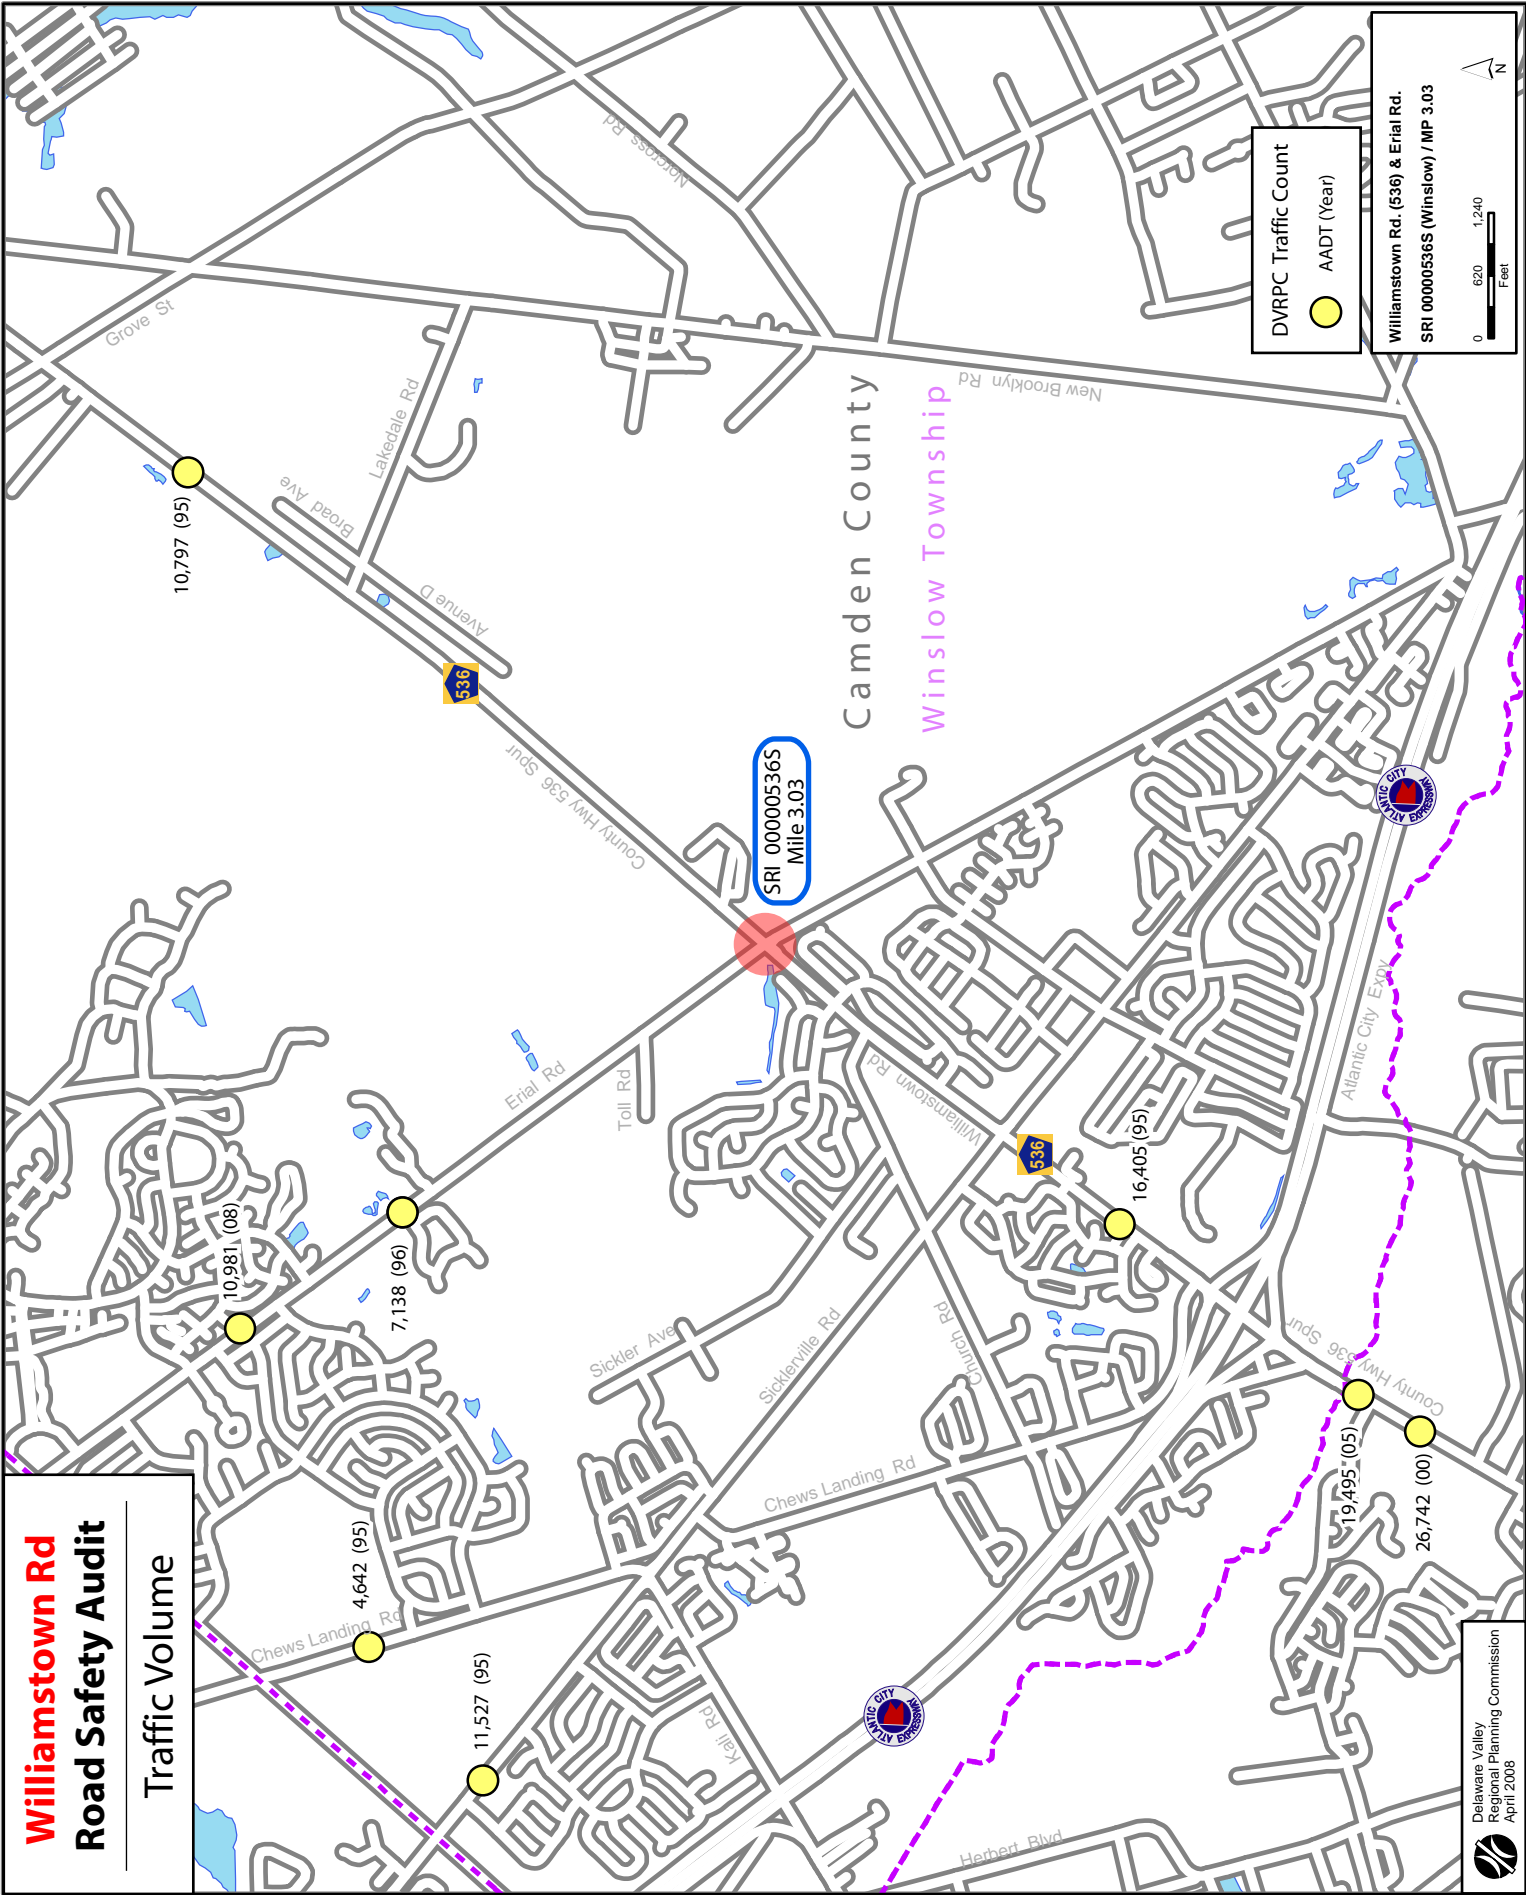 Williamstown Rd
Road Safety Audit
Traffic Volume
Grove St
Norcross Rd
Lakedale Rd
Broad Ave
Avenue D
New Brooklyn Rd
10,797 (95)
536
County Hwy 536 Spur
Camden County
Winslow Township
SRI 00000536S
Mile 3.03
Erial Rd
Toll Rd
Williamstown Rd
536
16,405 (95)
10,981 (08)
7,138 (96)
Sickler Ave
Sicklerville Rd
Church Rd
Chews Landing Rd
4,642 (95)
Chews Landing Rd
11,527 (95)
Kali Rd
Herbert Blvd
Atlantic City Expy
ATLANTIC CITY EXPRESSWAY
ATLANTIC CITY EXPRESSWAY
County Hwy 536 Spur
19,495 (05)
26,742 (00)
DVRPC Traffic Count
AADT (Year)
Williamstown Rd. (536) & Erial Rd.
SRI 00000536S (Winslow) / MP 3.03
0 620 1,240
Feet
N
Delaware Valley
Regional Planning Commission
April 2008